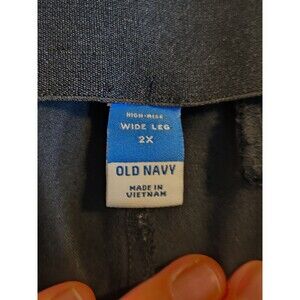 HIGH-RISE
WIDE LEG
2X
OLD NAVY
MADE IN
VIETNAM